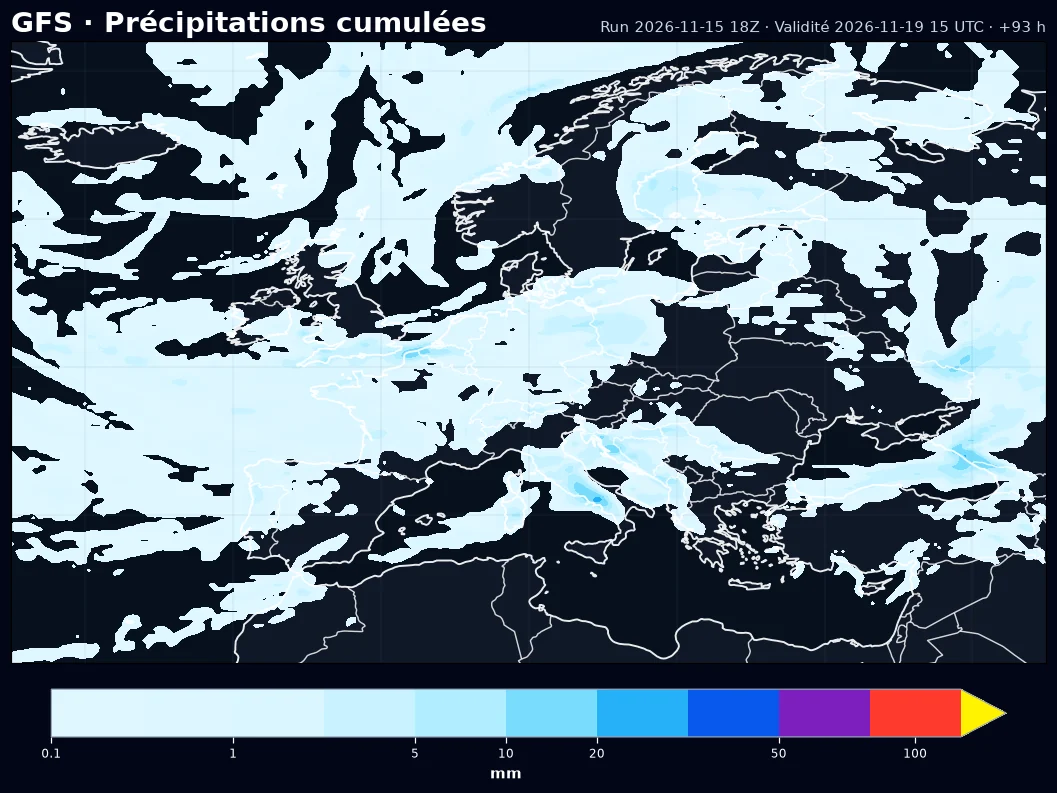 GFS · Précipitations cumulées
Run 2026-11-15 18Z · Validité 2026-11-19 15 UTC · +93 h
0.1 1 5 10 20 50 100
mm